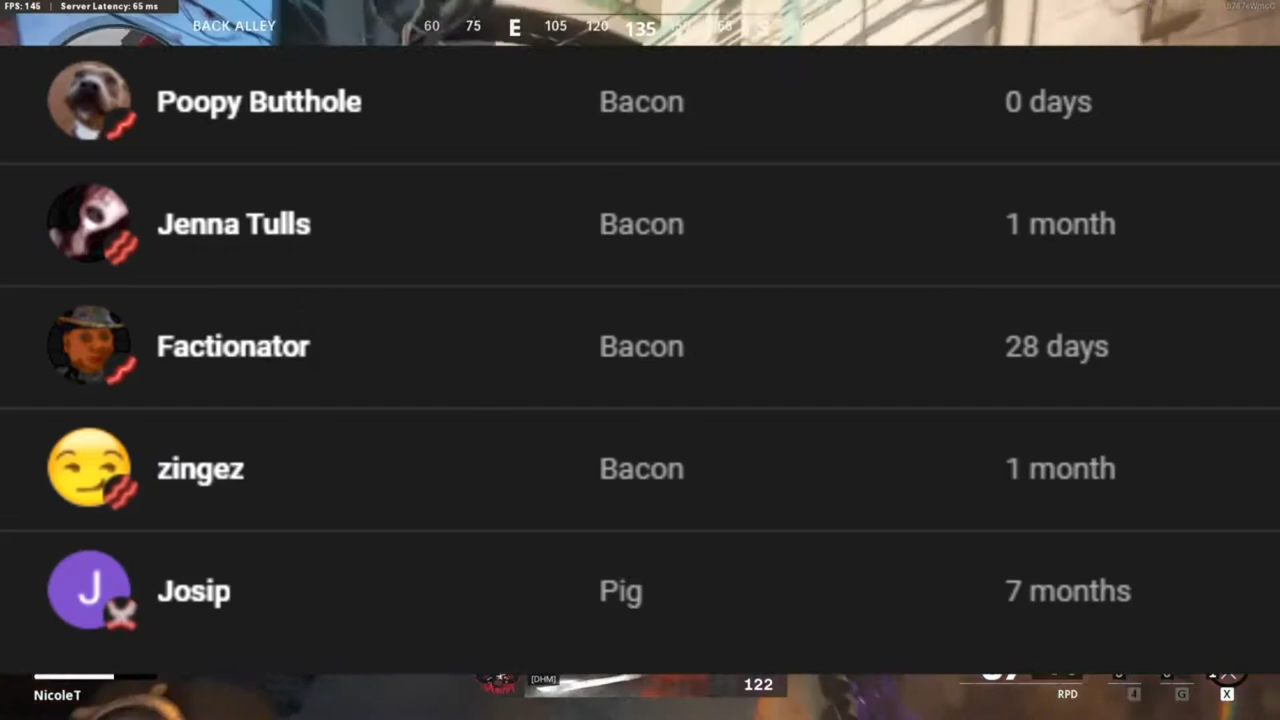 FPS: 145 | Server Latency: 65 ms
BACK ALLEY 60 75 E 105 120 135
Poopy Butthole Bacon 0 days
Jenna Tulls Bacon 1 month
Factionator Bacon 28 days
zingez Bacon 1 month
J Josip Pig 7 months
[DHM] 122
NicoleT RPD 4 G X